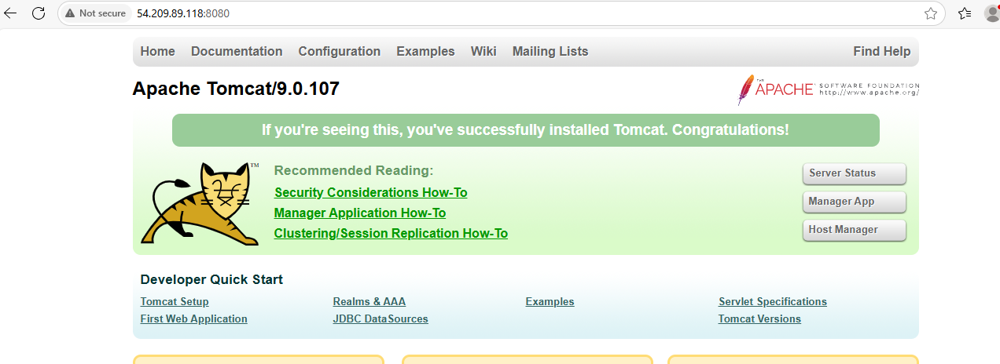 Not secure 54.209.89.118:8080
Home Documentation Configuration Examples Wiki Mailing Lists Find Help
Apache Tomcat/9.0.107
THE
APACHE SOFTWARE FOUNDATION
http://www.apache.org/
If you're seeing this, you've successfully installed Tomcat. Congratulations!
TM
Recommended Reading:
Security Considerations How-To
Manager Application How-To
Clustering/Session Replication How-To
Server Status
Manager App
Host Manager
Developer Quick Start
Tomcat Setup Realms & AAA Examples Servlet Specifications
First Web Application JDBC DataSources Tomcat Versions